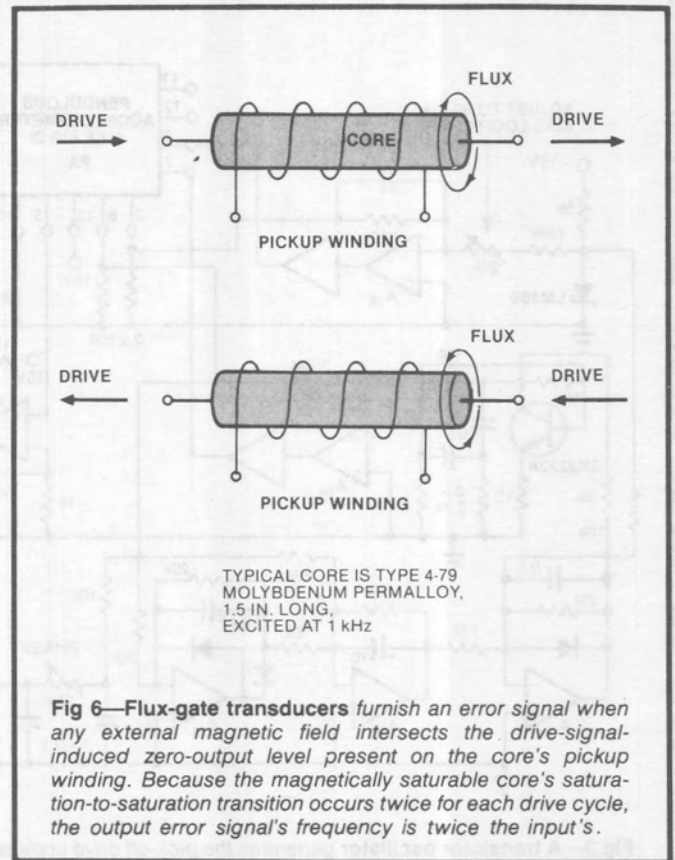 FLUX
DRIVE
DRIVE
CORE
PICKUP WINDING
FLUX
DRIVE
DRIVE
PICKUP WINDING
TYPICAL CORE IS TYPE 4-79
MOLYBDENUM PERMALLOY,
1.5 IN. LONG,
EXCITED AT 1 kHz
Fig 6—Flux-gate transducers furnish an error signal when
any external magnetic field intersects the drive-signal-
induced zero-output level present on the core's pickup
winding. Because the magnetically saturable core's satura-
tion-to-saturation transition occurs twice for each drive cycle,
the output error signal's frequency is twice the input's.